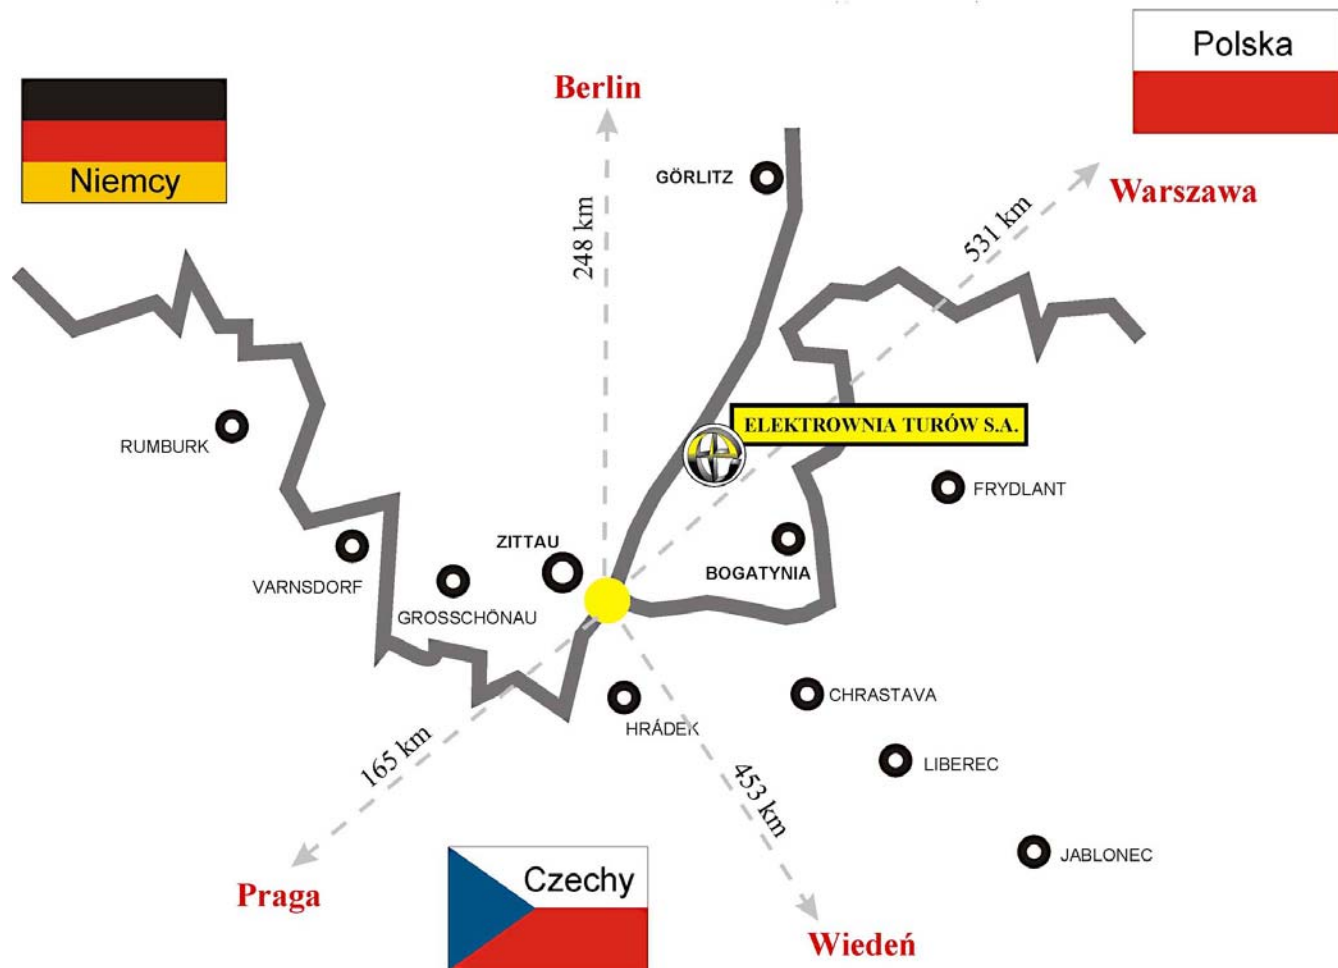 Polska
Berlin
Niemcy
GÖRLITZ
Warszawa
248 km
531 km
ELEKTROWNIA TURÓW S.A.
RUMBURK
FRYDLANT
ZITTAU
BOGATYNIA
VARNSDORF
GROSSCHÖNAU
CHRASTAVA
HRÁDEK
165 km
LIBEREC
453 km
JABLONEC
Czechy
Praga
Wiedeń